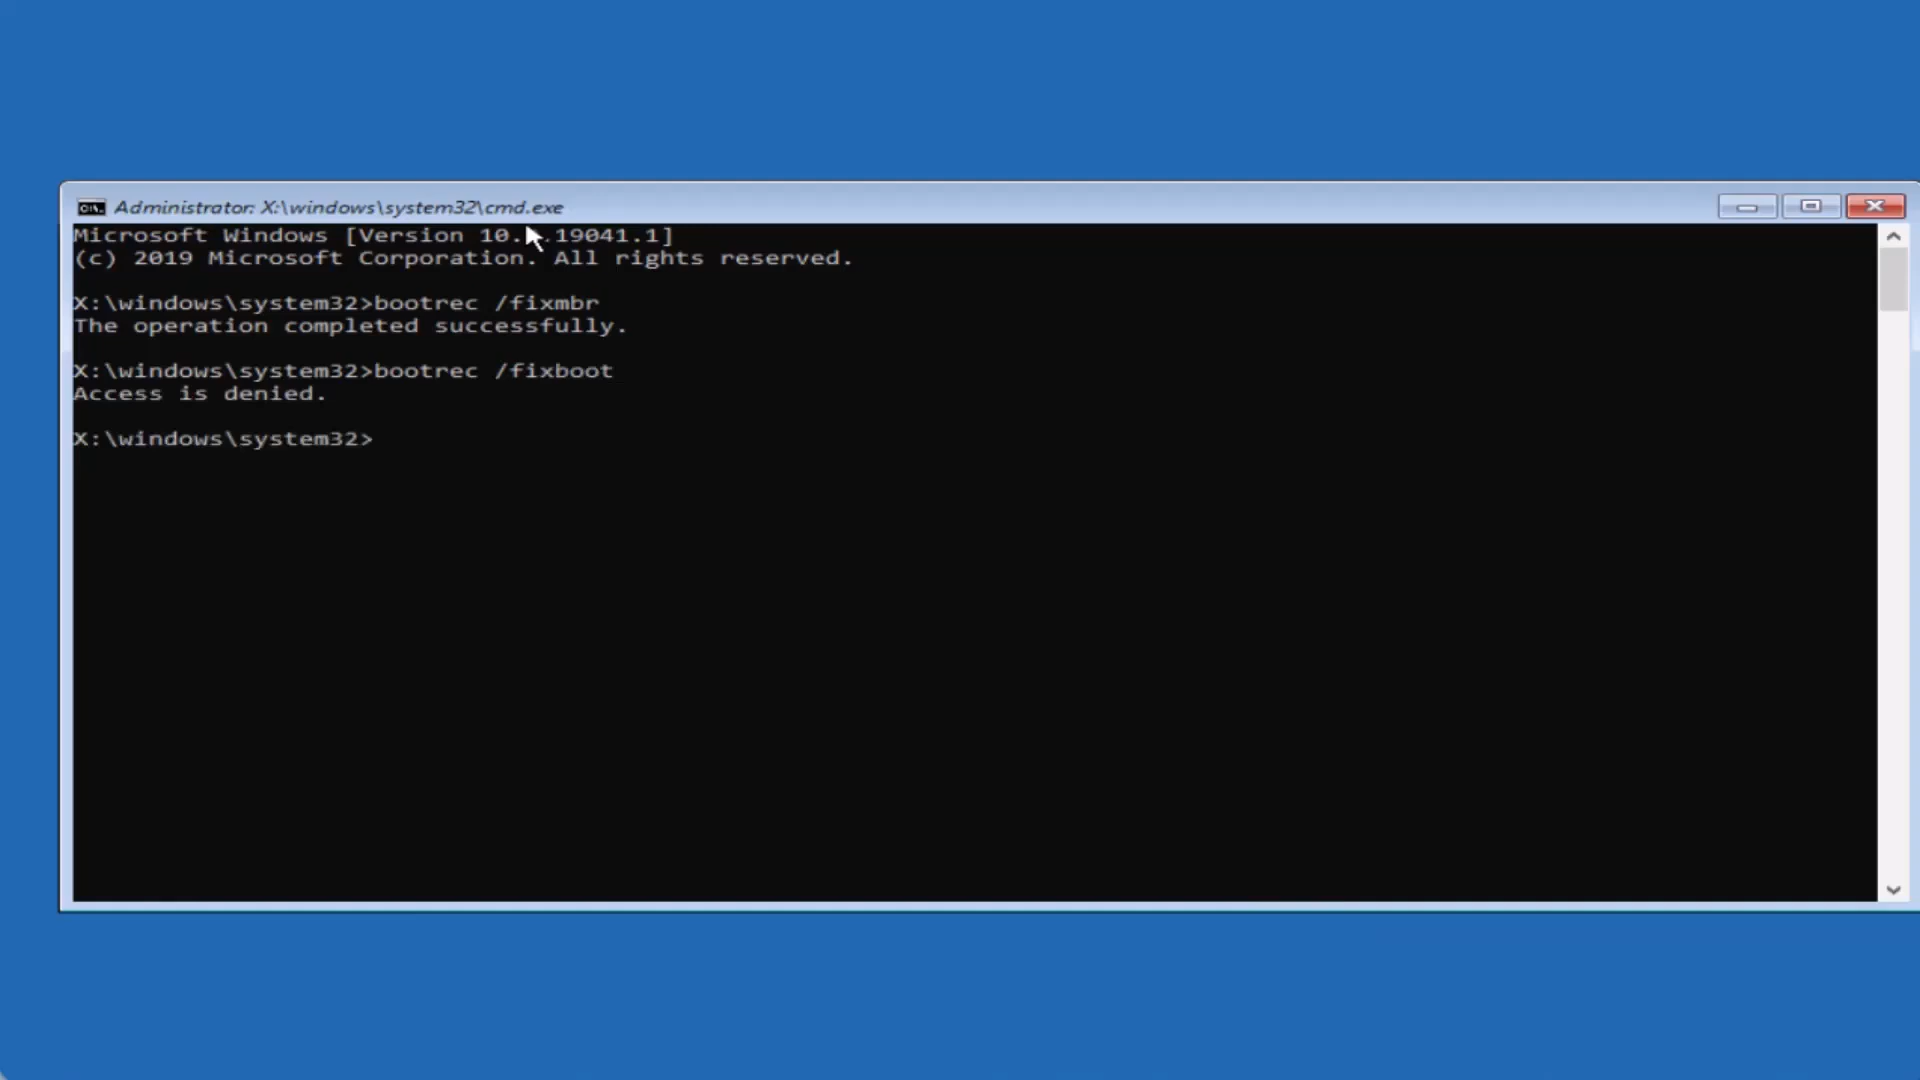 Administrator: X:\windows\system32\cmd.exe
Microsoft Windows [Version 10. .19041.1]
(c) 2019 Microsoft Corporation. All rights reserved.
X:\windows\system32>bootrec /fixmbr
The operation completed successfully.
X:\windows\system32>bootrec /fixboot
Access is denied.
X:\windows\system32>